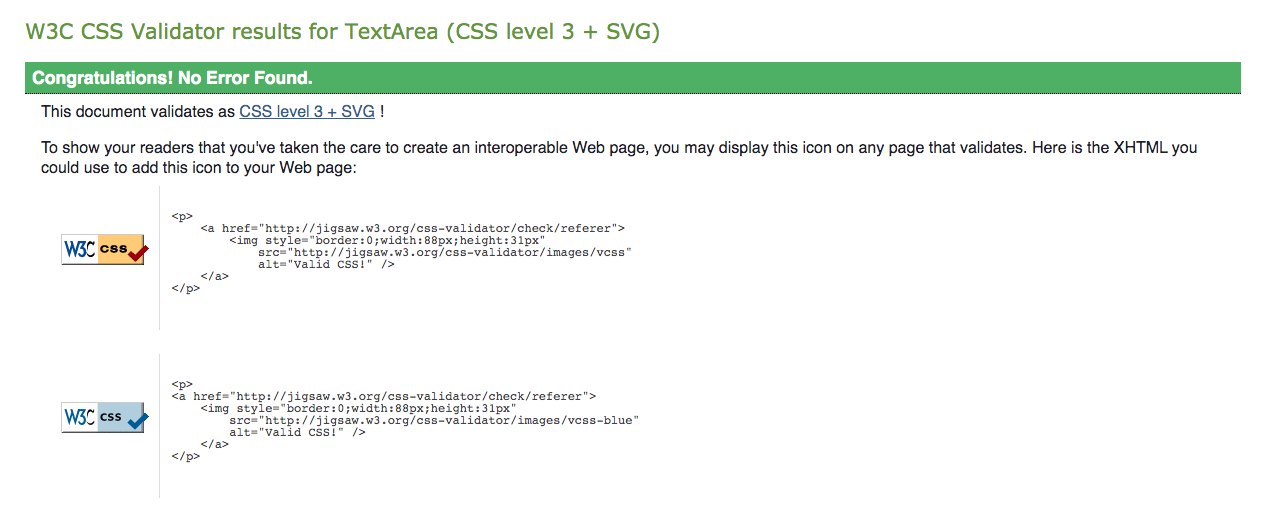 W3C CSS Validator results for TextArea (CSS level 3 + SVG)
Congratulations! No Error Found.
This document validates as CSS level 3 + SVG !
To show your readers that you've taken the care to create an interoperable Web page, you may display this icon on any page that validates. Here is the XHTML you
could use to add this icon to your Web page:
W3C css
<p>
    <a href="http://jigsaw.w3.org/css-validator/check/referer">
        <img style="border:0;width:88px;height:31px"
            src="http://jigsaw.w3.org/css-validator/images/vcss"
            alt="Valid CSS!" />
    </a>
</p>
W3C css
<p>
<a href="http://jigsaw.w3.org/css-validator/check/referer">
    <img style="border:0;width:88px;height:31px"
        src="http://jigsaw.w3.org/css-validator/images/vcss-blue"
        alt="Valid CSS!" />
    </a>
</p>